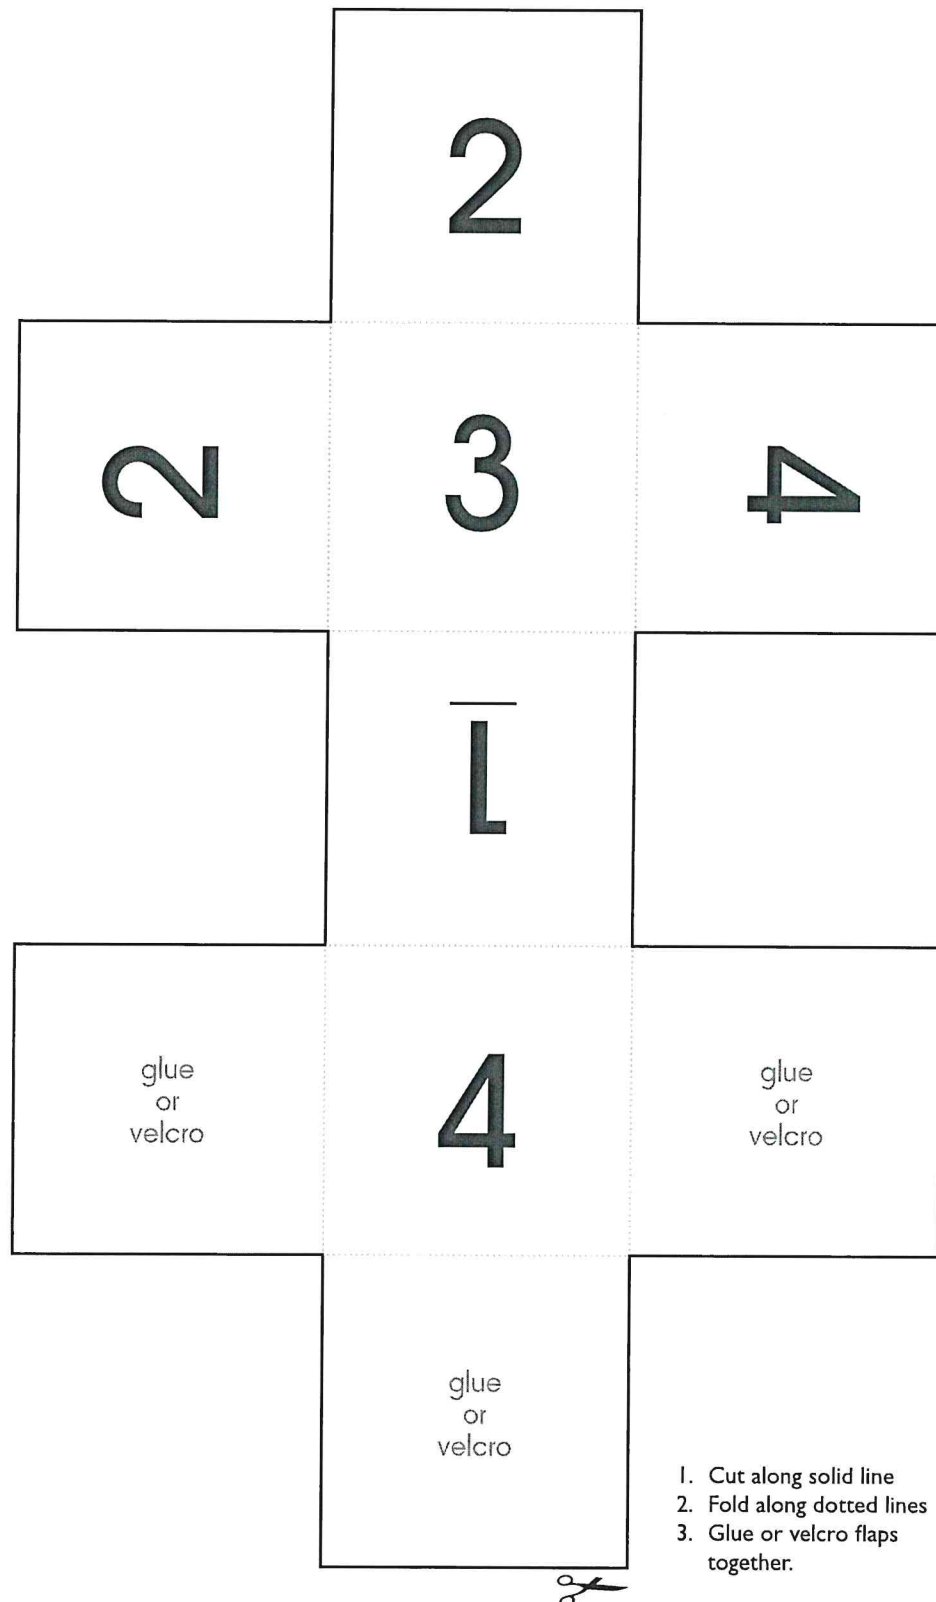 2
2 3 4
1
4
glue
or
velcro
glue
or
velcro
glue
or
velcro
1. Cut along solid line
2. Fold along dotted lines
3. Glue or velcro flaps
together.